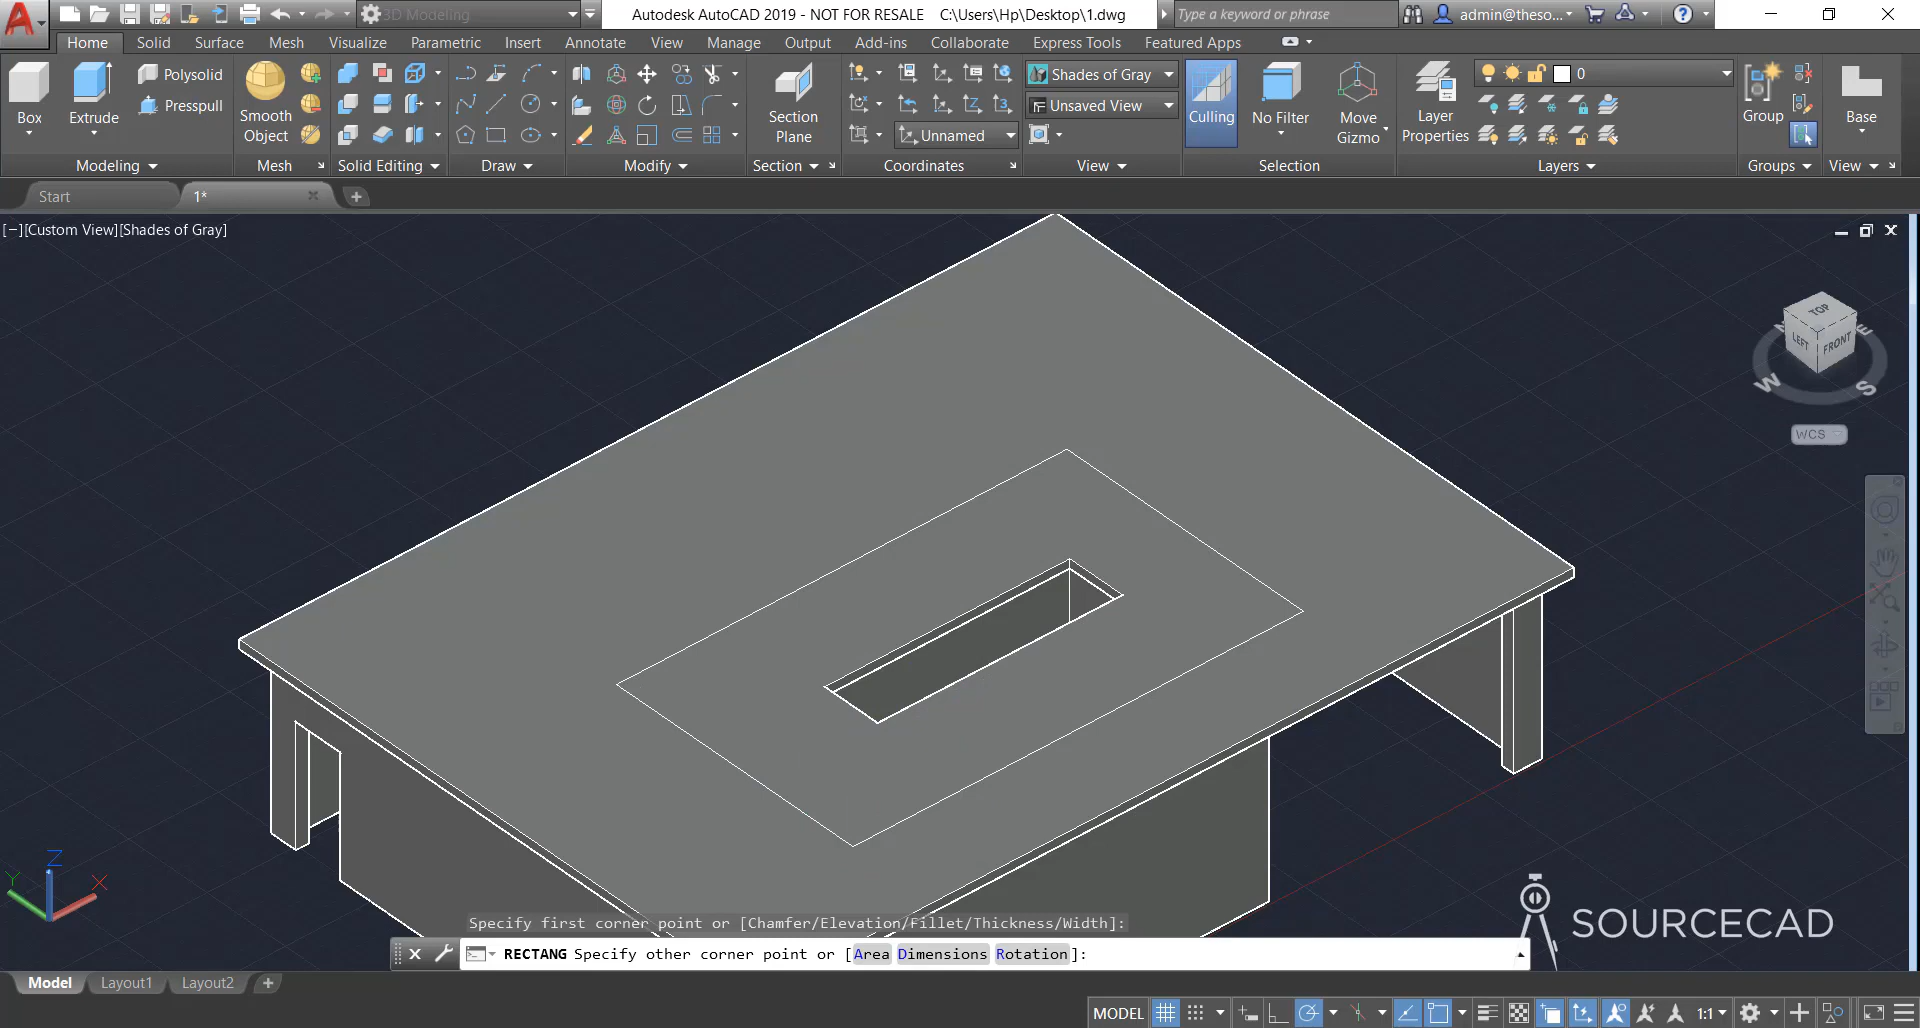 3D Modeling
Autodesk AutoCAD 2019 - NOT FOR RESALE C:\Users\Hp\Desktop\1.dwg
Type a keyword or phrase
admin@theso...
Home Solid Surface Mesh Visualize Parametric Insert Annotate View Manage Output Add-ins Collaborate Express Tools Featured Apps
Box
Extrude
Polysolid
Presspull
Smooth Object
Section Plane
Shades of Gray
Unsaved View
Unnamed
Culling
No Filter
Move Gizmo
Layer Properties
0
Group
Base
Modeling Mesh Solid Editing Draw Modify Section Coordinates View Selection Layers Groups View
Start 1*
[−][Custom View][Shades of Gray]
TOP
LEFT FRONT
N E
W S
WCS
Z
Y X
SOURCECAD
Specify first corner point or [Chamfer/Elevation/Fillet/Thickness/Width]:
RECTANG Specify other corner point or [Area Dimensions Rotation]:
Model Layout1 Layout2
MODEL 1:1